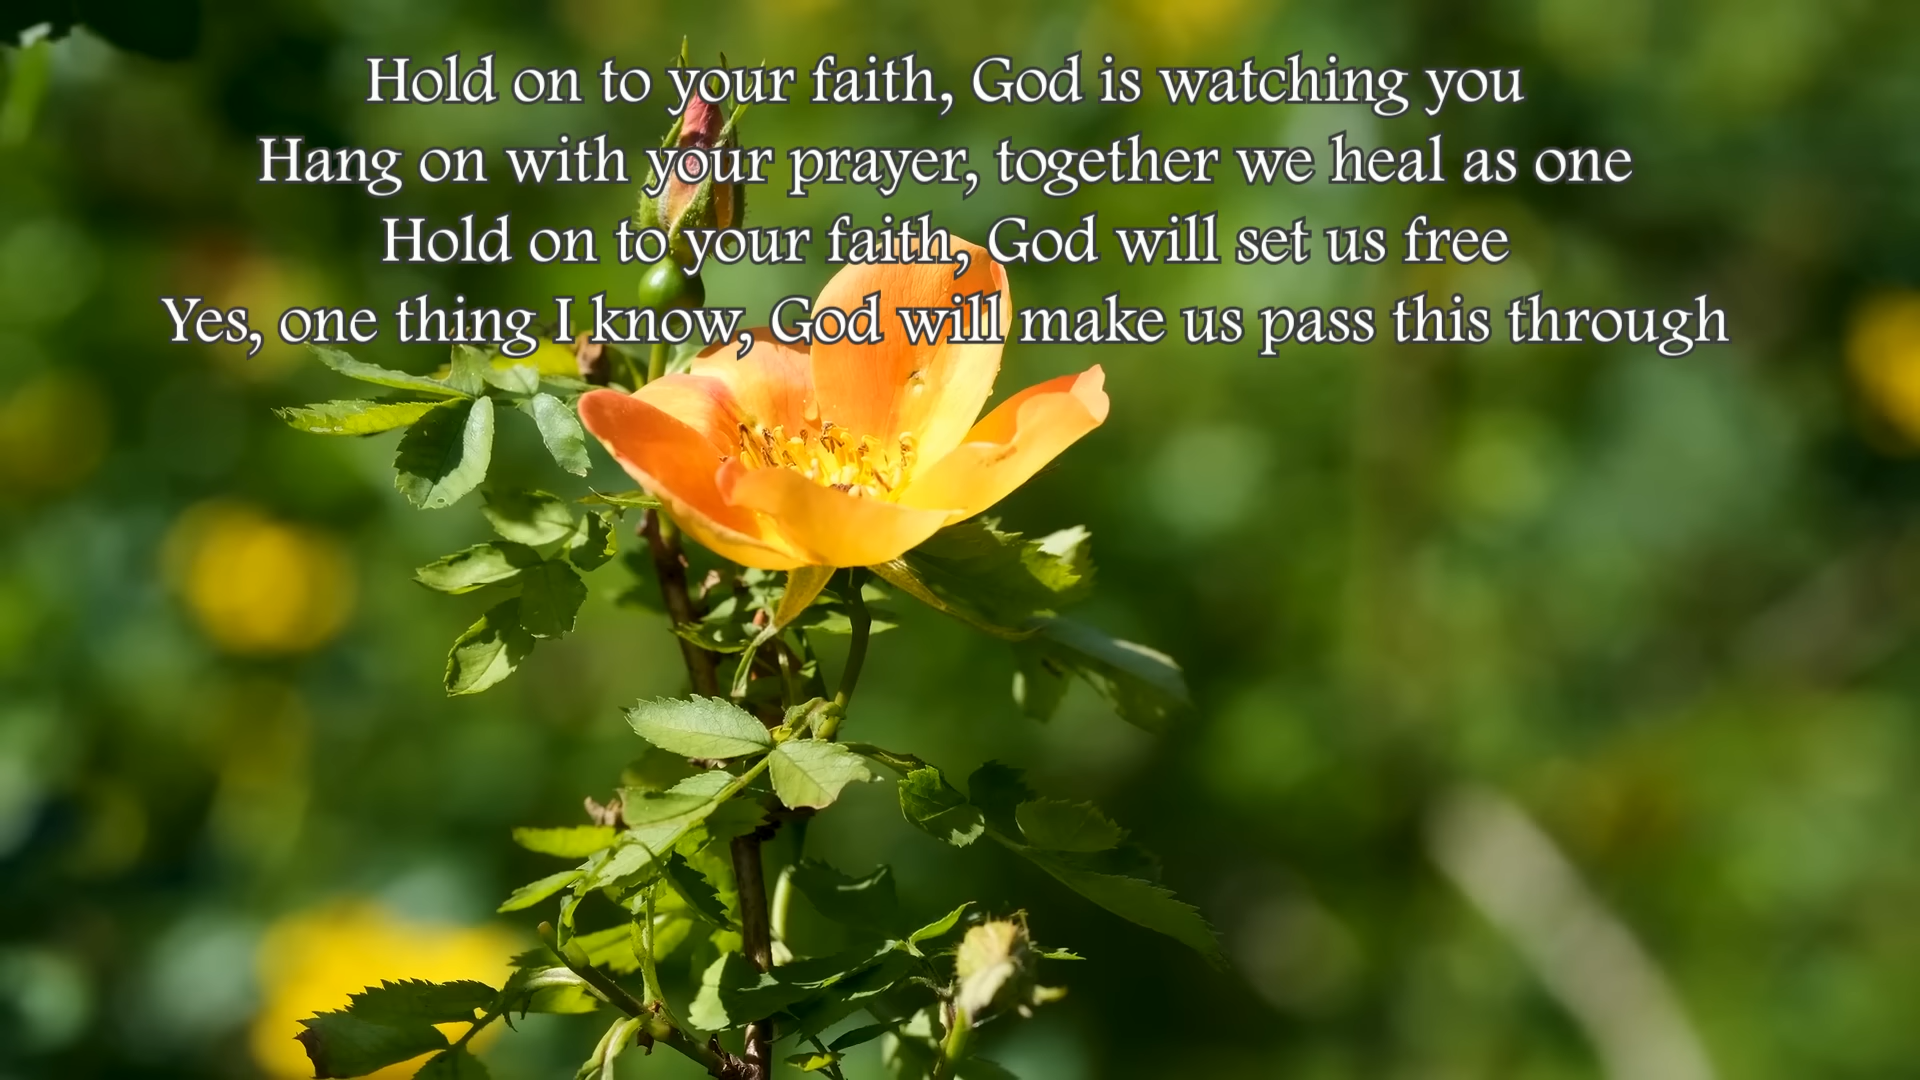 Hold on to your faith, God is watching you
Hang on with your prayer, together we heal as one
Hold on to your faith, God will set us free
Yes, one thing I know, God will make us pass this through